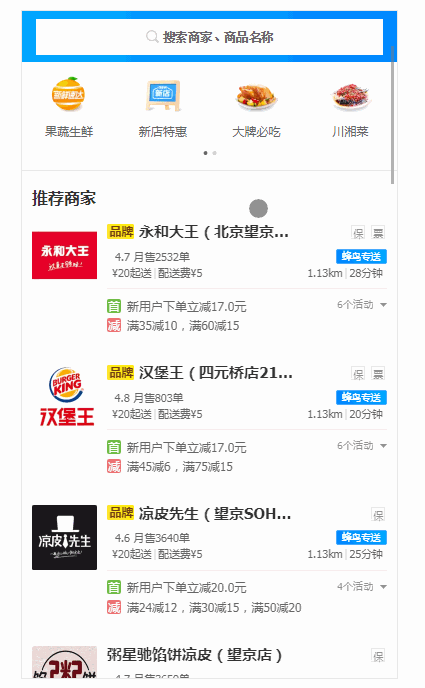 搜索商家、商品名称
果蔬生鲜 新店特惠 大牌必吃 川湘菜
推荐商家
永和大王
品牌 永和大王（北京望京... 保 票
4.7 月售2532单 蜂鸟专送
¥20起送 | 配送费¥5 1.13km | 28分钟
首 新用户下单立减17.0元 6个活动
减 满35减10，满60减15
BURGER KING
汉堡王
品牌 汉堡王（四元桥店21... 保 票
4.8 月售803单 蜂鸟专送
¥20起送 | 配送费¥5 1.13km | 20分钟
首 新用户下单立减17.0元 6个活动
减 满45减6，满75减15
凉皮先生
品牌 凉皮先生（望京SOH... 保
4.6 月售3640单 蜂鸟专送
¥20起送 | 配送费¥5 1.13km | 25分钟
首 新用户下单立减20.0元 4个活动
减 满24减12，满30减15，满50减20
粥星驰馅饼凉皮（望京店） 保